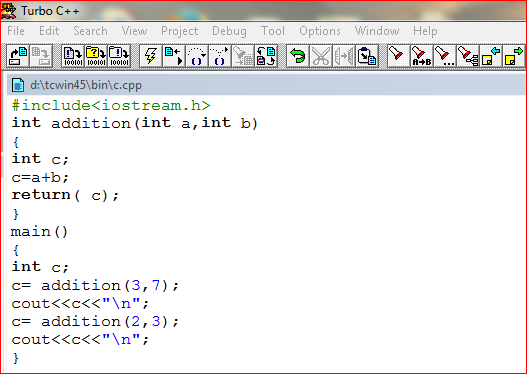 Turbo C++
File Edit Search View Project Debug Tool Options Window Help
d:\tcwin45\bin\c.cpp
#include<iostream.h>
int addition(int a,int b)
{
int c;
c=a+b;
return( c);
}
main()
{
int c;
c= addition(3,7);
cout<<c<<"\n";
c= addition(2,3);
cout<<c<<"\n";
}